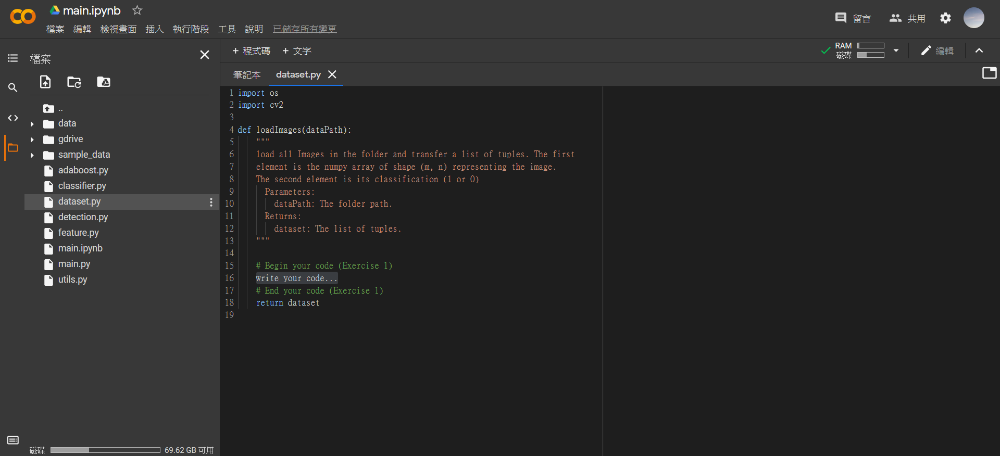 main.ipynb
檔案 編輯 檢視畫面 插入 執行階段 工具 說明 已儲存所有變更
留言 共用
檔案
+ 程式碼 + 文字
RAM
磁碟
編輯
筆記本 dataset.py
..
data
gdrive
sample_data
adaboost.py
classifier.py
dataset.py
detection.py
feature.py
main.ipynb
main.py
utils.py
磁碟 69.62 GB 可用
1 import os
2 import cv2
3
4 def loadImages(dataPath):
5 """
6 load all Images in the folder and transfer a list of tuples. The first
7 element is the numpy array of shape (m, n) representing the image.
8 The second element is its classification (1 or 0)
9 Parameters:
10 dataPath: The folder path.
11 Returns:
12 dataset: The list of tuples.
13 """
14
15 # Begin your code (Exercise 1)
16 write your code...
17 # End your code (Exercise 1)
18 return dataset
19